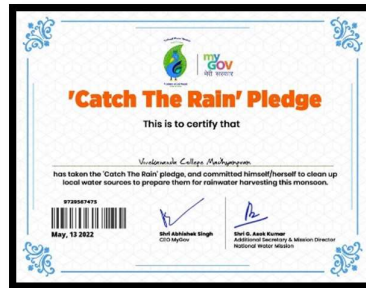 my
GOV
मेरी सरकार
'Catch The Rain' Pledge
This is to certify that
Vivekananda College Madhyamgram
has taken the 'Catch The Rain' pledge, and committed himself/herself to clean up
local water sources to prepare them for rainwater harvesting this monsoon.
9739567475
May, 13 2022
Shri Abhishek Singh
CEO MyGov
Shri G. Asok Kumar
Additional Secretary & Mission Director
National Water Mission